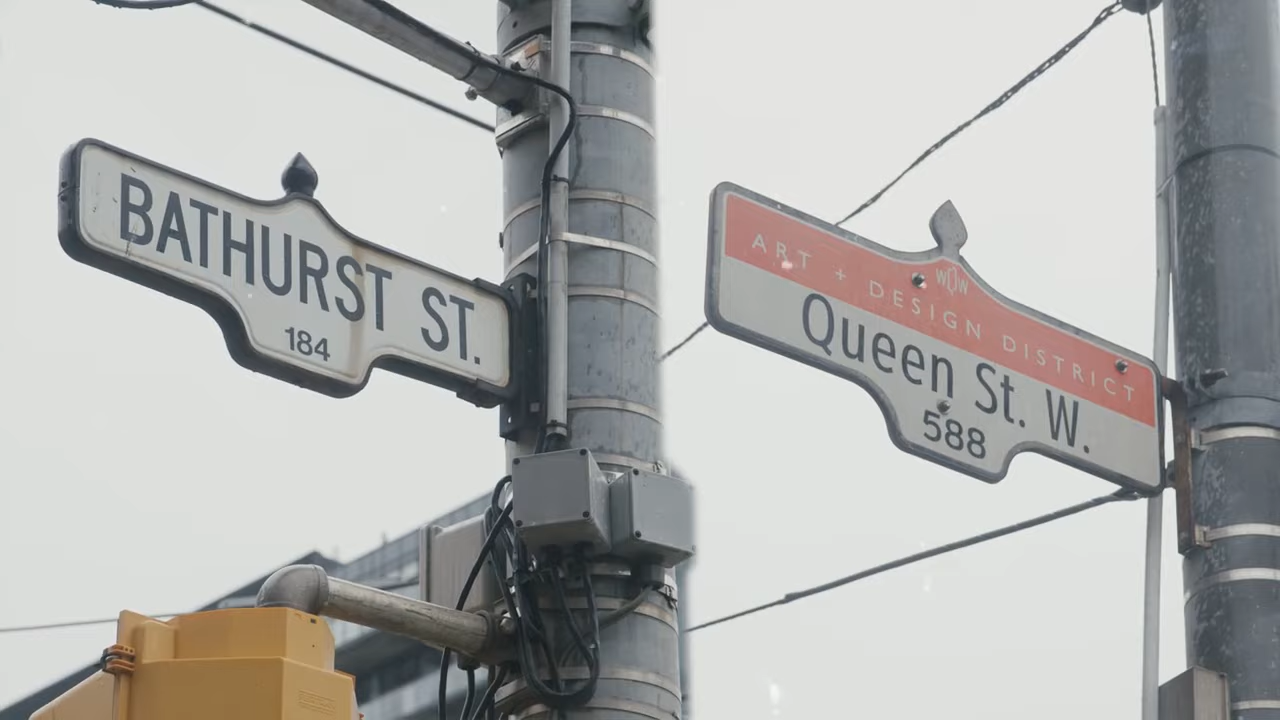 BATHURST ST.
184
WQW
ART + DESIGN DISTRICT
Queen St. W.
588